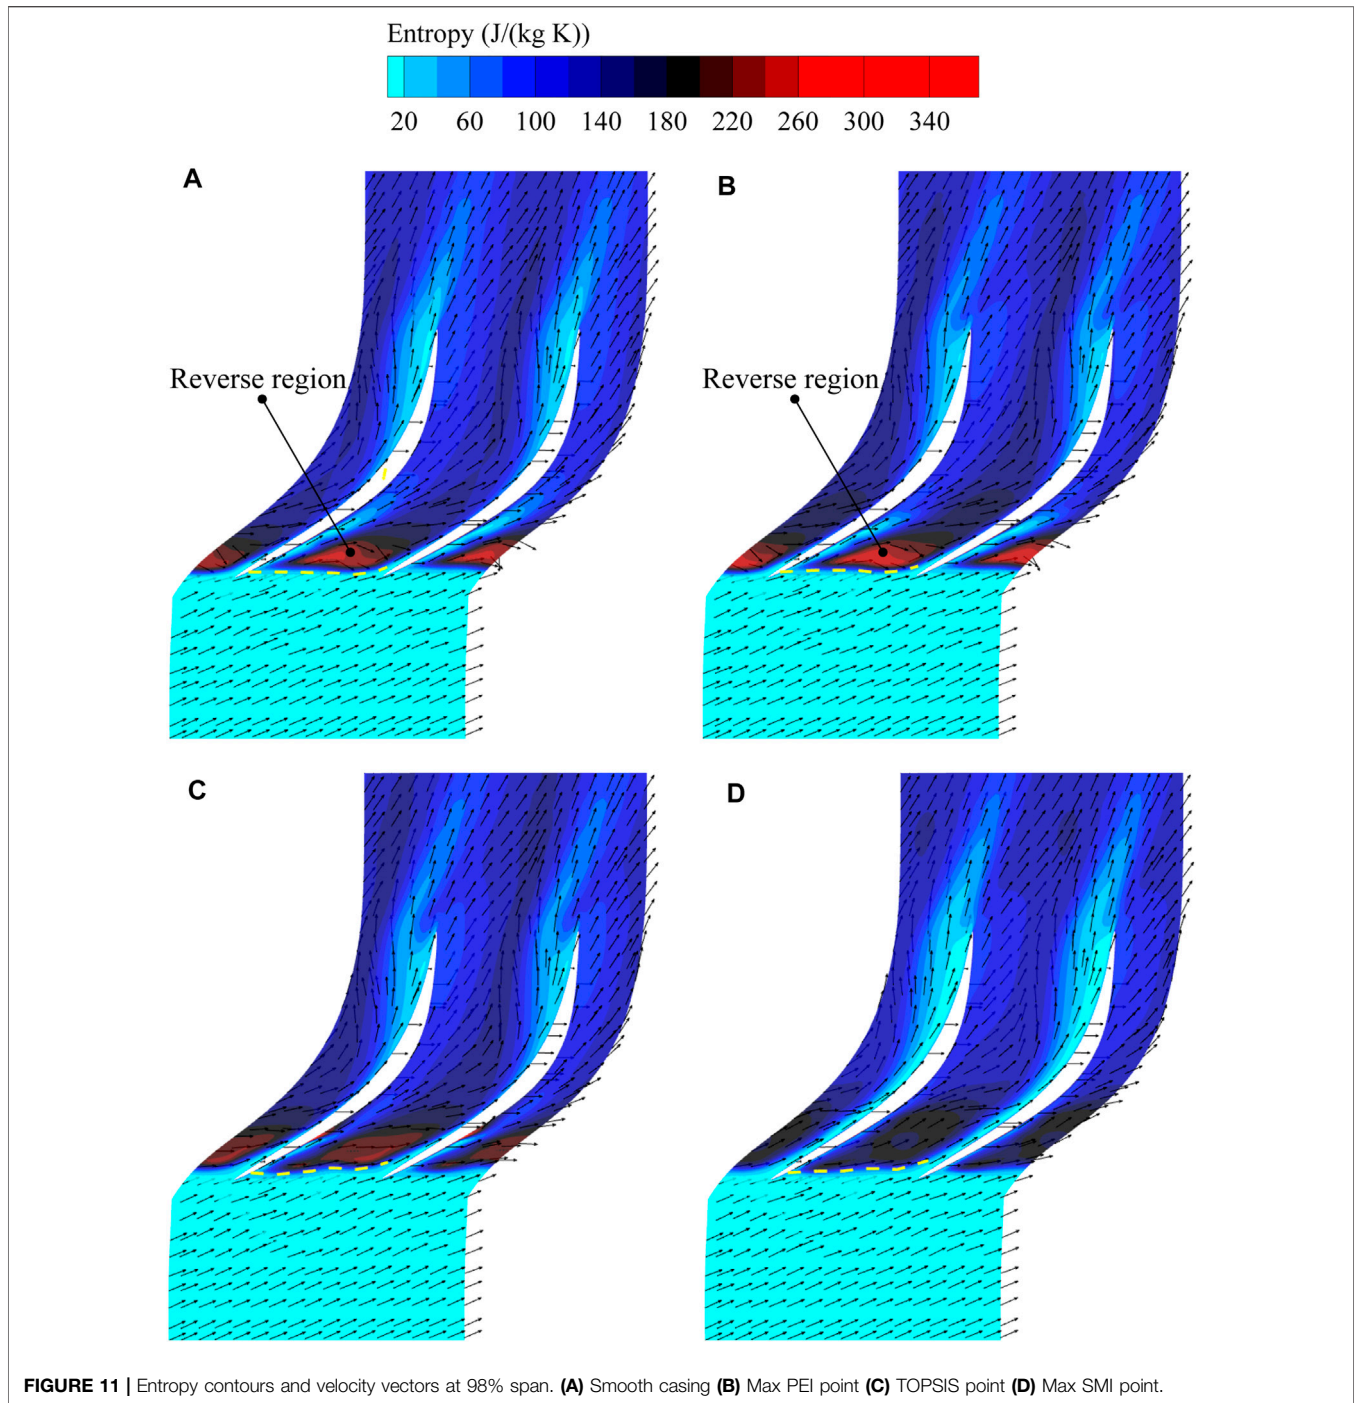 Entropy (J/(kg K))
20 60 100 140 180 220 260 300 340
A
B
Reverse region
Reverse region
C
D
FIGURE 11 | Entropy contours and velocity vectors at 98% span. (A) Smooth casing (B) Max PEI point (C) TOPSIS point (D) Max SMI point.